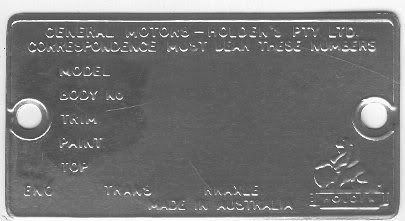 GENERAL MOTORS – HOLDEN'S PTY LTD.
CORRESPONDENCE MUST BEAR THESE NUMBERS
MODEL
BODY No
TRIM
PAINT
TOP
ENG TRANS RRAXLE
MADE IN AUSTRALIA
HOLDEN